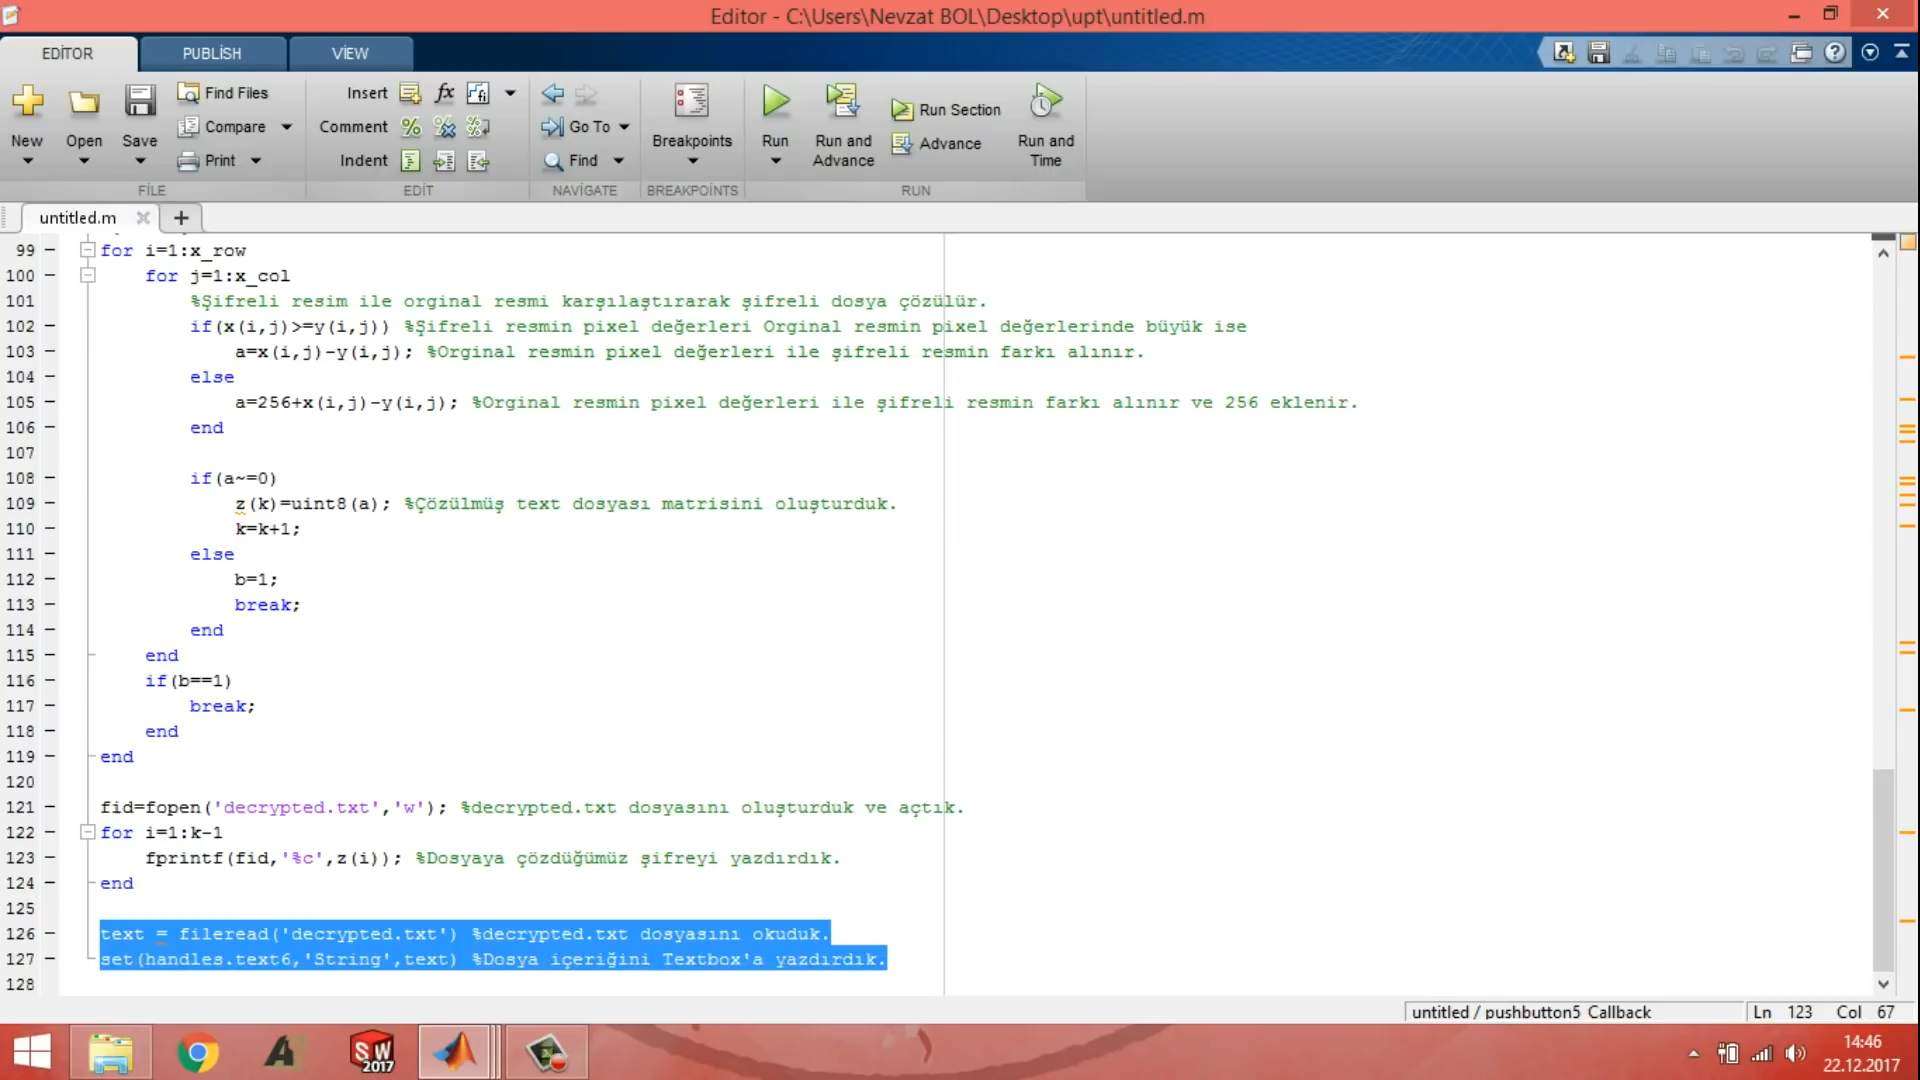 Editor - C:\Users\Nevzat BOL\Desktop\upt\untitled.m
EDİTOR PUBLİSH VİEW
New Open Save Find Files Compare Print
Insert fx Comment Indent
Go To Find
Breakpoints
Run Run and Advance Run Section Advance Run and Time
FİLE EDİT NAVİGATE BREAKPOİNTS RUN
untitled.m
99 for i=1:x_row
100 for j=1:x_col
101 %Şifreli resim ile orginal resmi karşılaştırarak şifreli dosya çözülür.
102 if(x(i,j)>=y(i,j)) %Şifreli resmin pixel değerleri Orginal resmin pixel değerlerinde büyük ise
103 a=x(i,j)-y(i,j); %Orginal resmin pixel değerleri ile şifreli resmin farkı alınır.
104 else
105 a=256+x(i,j)-y(i,j); %Orginal resmin pixel değerleri ile şifreli resmin farkı alınır ve 256 eklenir.
106 end
107
108 if(a~=0)
109 z(k)=uint8(a); %Çözülmüş text dosyası matrisini oluşturduk.
110 k=k+1;
111 else
112 b=1;
113 break;
114 end
115 end
116 if(b==1)
117 break;
118 end
119 end
120
121 fid=fopen('decrypted.txt','w'); %decrypted.txt dosyasını oluşturduk ve açtık.
122 for i=1:k-1
123 fprintf(fid,'%c',z(i)); %Dosyaya çözdüğümüz şifreyi yazdırdık.
124 end
125
126 text = fileread('decrypted.txt') %decrypted.txt dosyasını okuduk.
127 set(handles.text6,'String',text) %Dosya içeriğini Textbox'a yazdırdık.
128
untitled / pushbutton5 Callback Ln 123 Col 67
SW 2017
14:46
22.12.2017